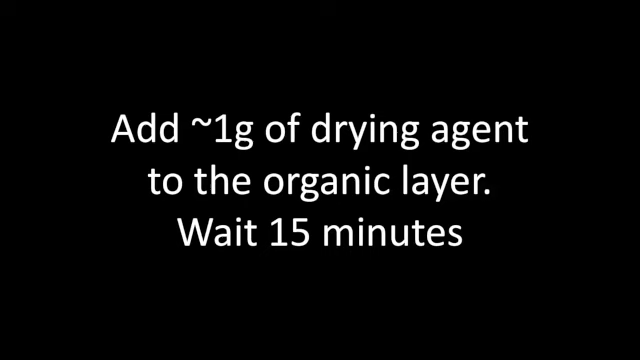 Add ~1g of drying agent
to the organic layer.
Wait 15 minutes